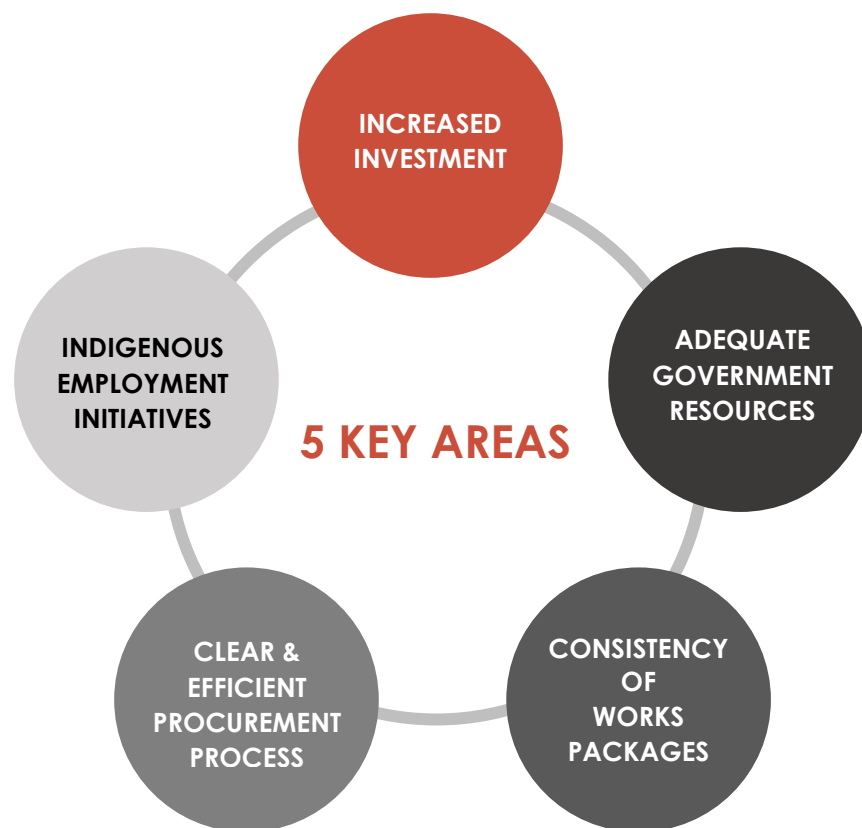 INCREASED
INVESTMENT
ADEQUATE
GOVERNMENT
RESOURCES
CONSISTENCY
OF
WORKS
PACKAGES
CLEAR &
EFFICIENT
PROCUREMENT
PROCESS
INDIGENOUS
EMPLOYMENT
INITIATIVES
5 KEY AREAS